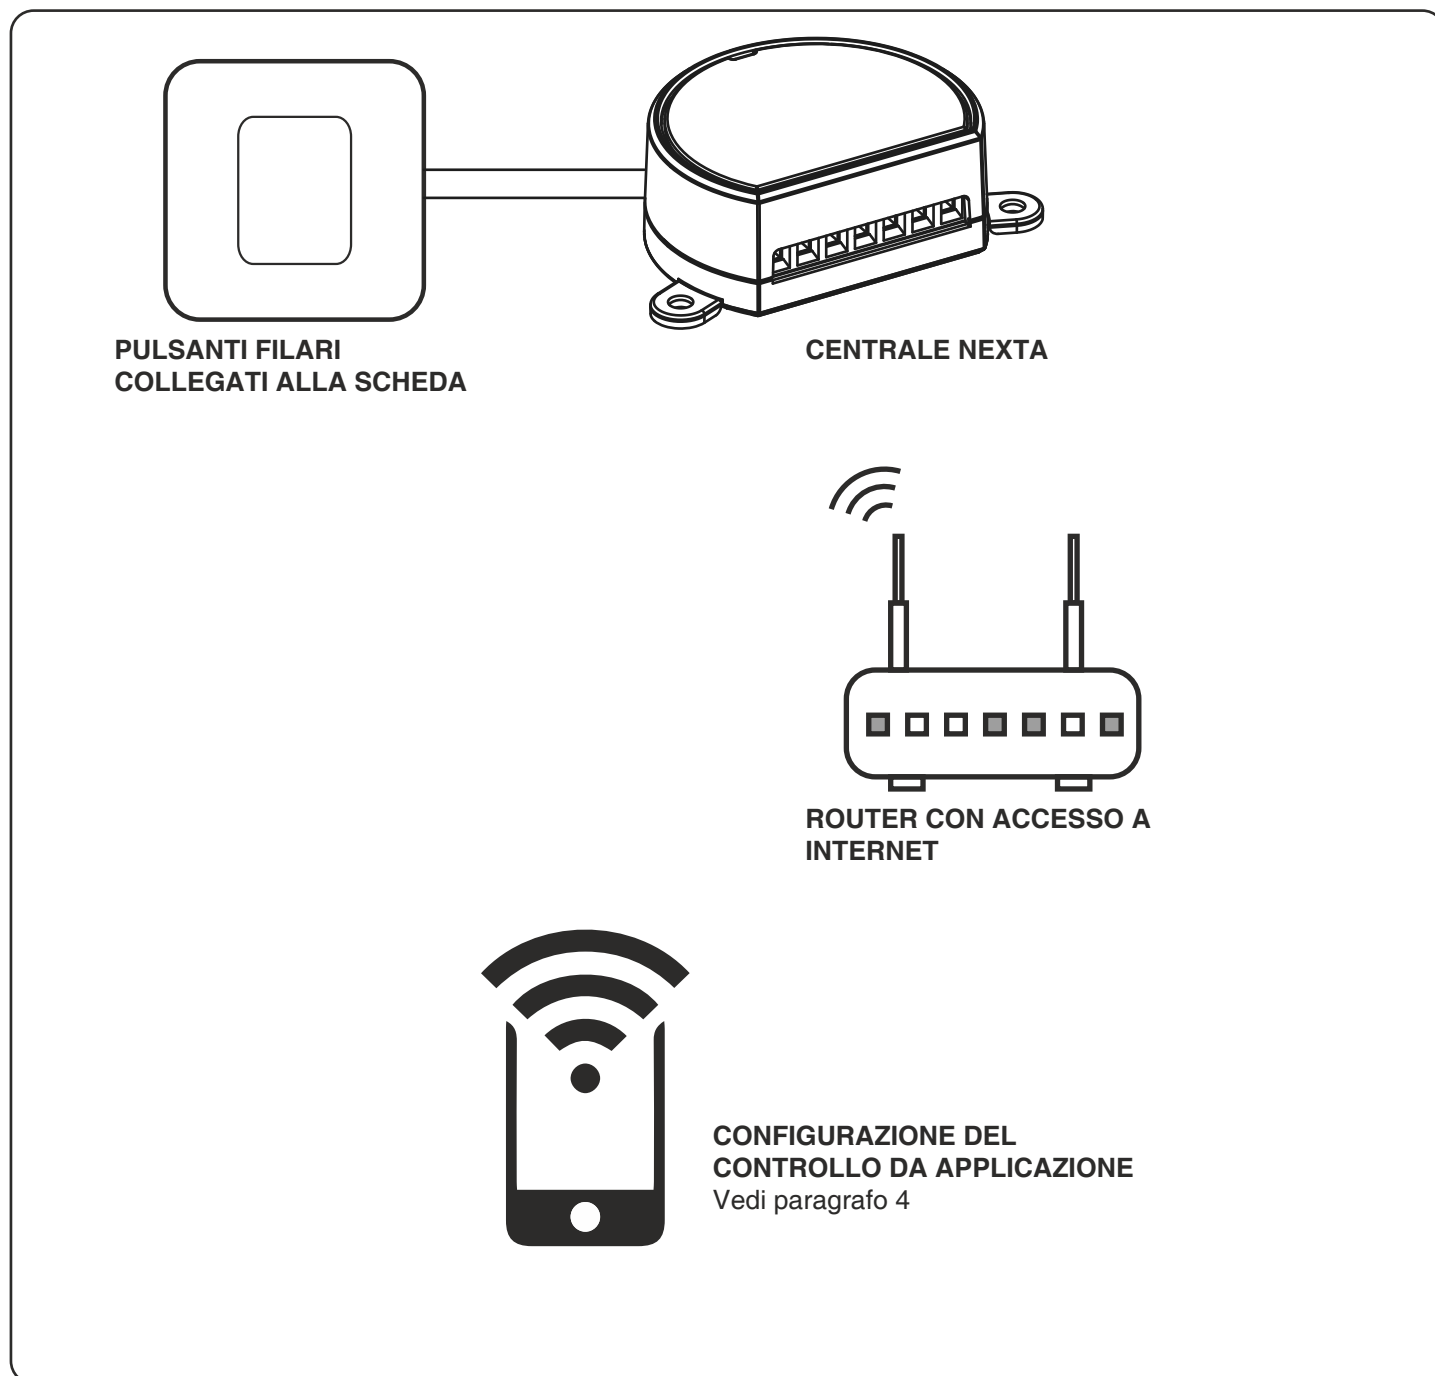 PULSANTI FILARI
COLLEGATI ALLA SCHEDA
CENTRALE NEXTA
ROUTER CON ACCESSO A
INTERNET
CONFIGURAZIONE DEL
CONTROLLO DA APPLICAZIONE
Vedi paragrafo 4